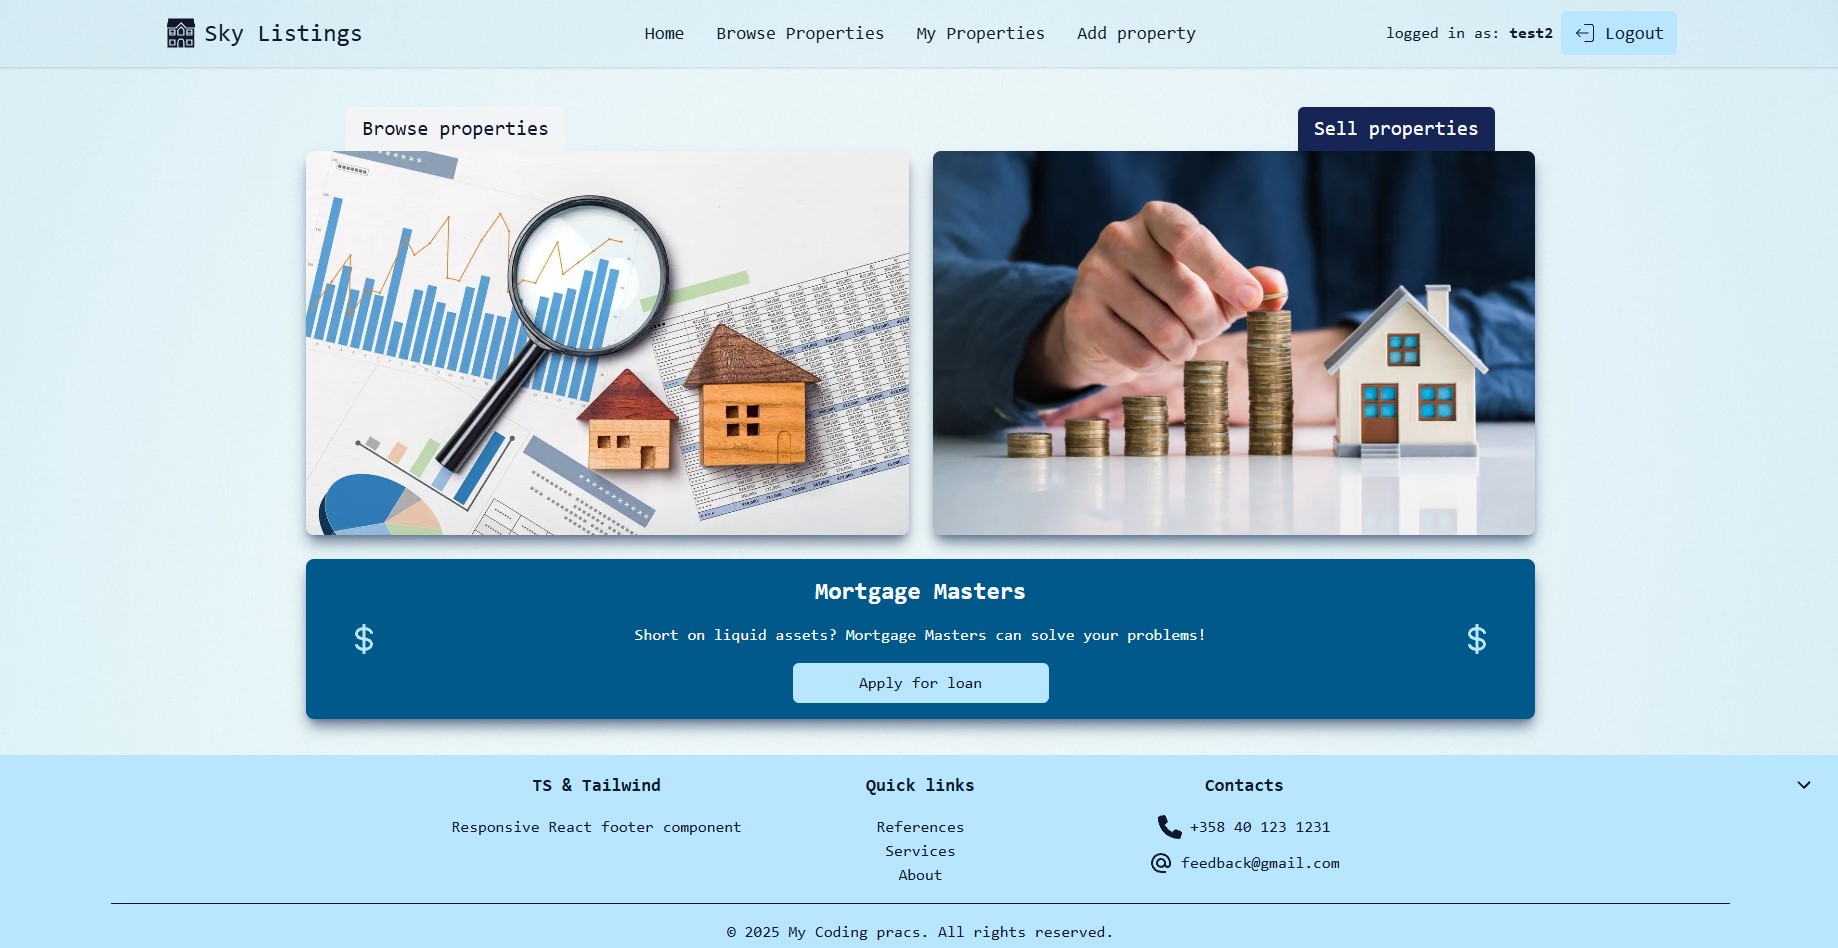 Sky Listings
Home
Browse Properties
My Properties
Add property
logged in as: test2
Logout
Browse properties
Sell properties
Mortgage Masters
$
Short on liquid assets? Mortgage Masters can solve your problems!
$
Apply for loan
TS & Tailwind
Responsive React footer component
Quick links
References
Services
About
Contacts
+358 40 123 1231
feedback@gmail.com
© 2025 My Coding pracs. All rights reserved.